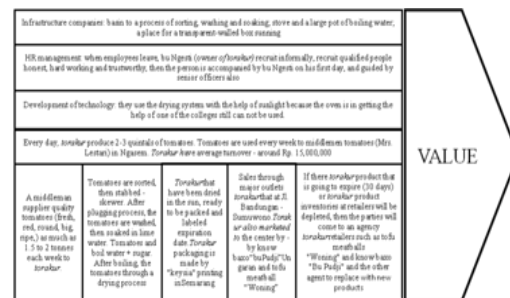 Infrastructure companies: basin to a process of sorting, washing and soaking, stove and a large pot of boiling water,
a place for a transparent-walled box running
HR management: when employees leave, bu Ngesti (owner of torakur) recruit informally, recruit qualified people
honest, hard working and trustworthy, then the person is accompanied by bu Ngesti on his first day, and guided by
senior officers also
Development of technology: they use the drying system with the help of sunlight because the oven is in getting the
help of one of the colleges still can not be used.
Every day, torakur produce 2-3 quintals of tomatoes. Tomatoes are used every week to middlemen tomatoes (Mrs.
Lestari) in Ngasem. Torakur have average turnover - around Rp. 15,000,000
A middleman
supplier quality
tomatoes (fresh,
red, round, big,
ripe,) as much as
1.5 to 2 tonnes
each week to
torakur.
Tomatoes are sorted,
then stabbed -
skewer. After
plugging process, the
tomatoes are washed,
then soaked in lime
water. Tomatoes and
boil water + sugar.
After boiling, the
tomatoes through a
drying process
Torakur that
have been dried
in the sun, ready
to be packed and
labeled
expiration
date. Torakur
packaging is
made by
"krysia" printing
in Semarang
Sales through
major outlets
torakur that at Jl.
Bandungan -
Sumowono. Torak
ur also marketed
to the center by -
by know
baxo "bu Pudji" Un
garan and tofu
meatball
"Woning"
If there torakur product that
is going to expire (30 days)
or torakur product
inventories at retailers will be
depleted, then the parties will
come to an agency
torakur retailers such as tofu
meatballs
"Woning" and know baxo
"Bu Pudji" and the other
agent to replace with new
products
VALUE